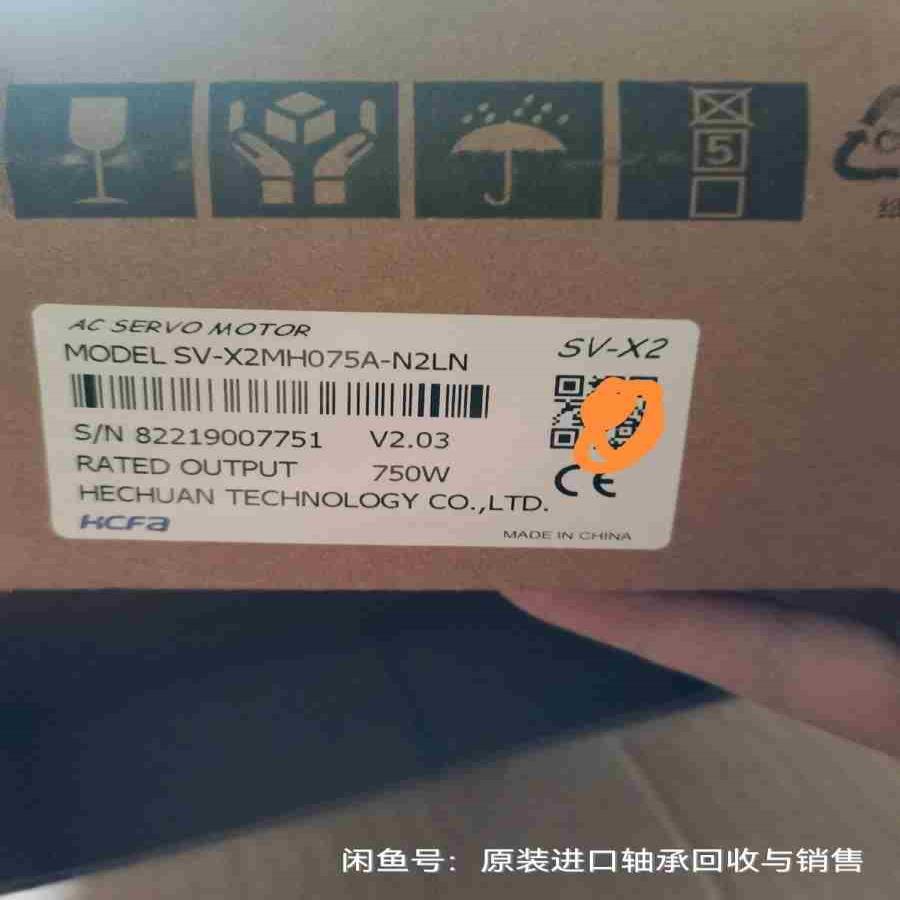 5
AC SERVO MOTOR
MODEL SV-X2MH075A-N2LN
SV-X2
S/N 82219007751 V2.03
RATED OUTPUT 750W
CE
HECHUAN TECHNOLOGY CO.,LTD.
HCFA
MADE IN CHINA
闲鱼号：原装进口轴承回收与销售